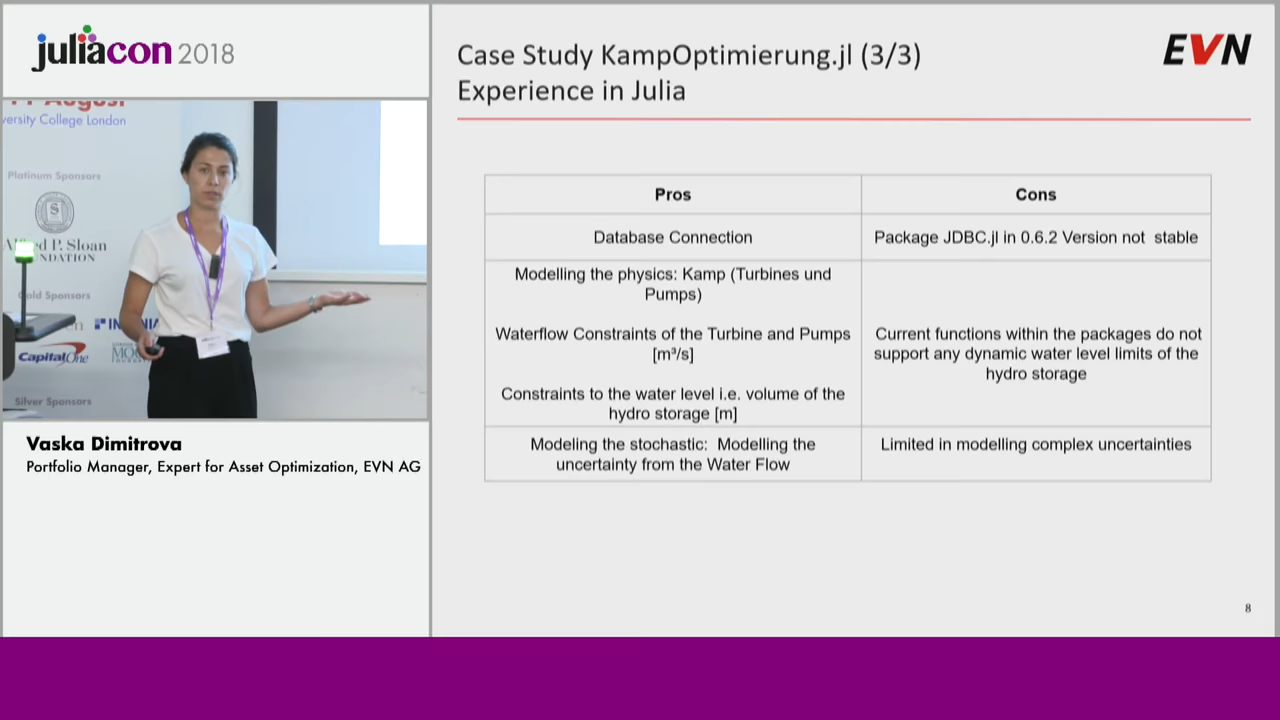 juliacon 2018
August
versity College London
Platinum Sponsors
d P. Sloan
NDATION
Gold Sponsors
CapitalOne
Silver Sponsors
Vaska Dimitrova
Portfolio Manager, Expert for Asset Optimization, EVN AG
Case Study KampOptimierung.jl (3/3)
Experience in Julia
EVN
Pros
Cons
Database Connection
Package JDBC.jl in 0.6.2 Version not stable
Modelling the physics: Kamp (Turbines und
Pumps)
Waterflow Constraints of the Turbine and Pumps
[m³/s]
Constraints to the water level i.e. volume of the
hydro storage [m]
Current functions within the packages do not
support any dynamic water level limits of the
hydro storage
Modeling the stochastic: Modelling the
uncertainty from the Water Flow
Limited in modelling complex uncertainties
8